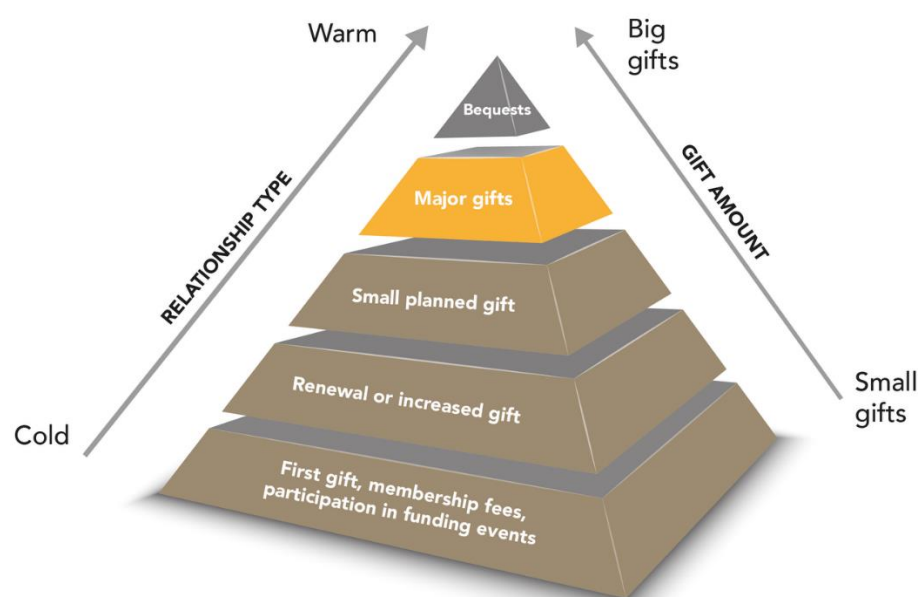 Warm
Big
gifts
Bequests
RELATIONSHIP TYPE
GIFT AMOUNT
Major gifts
Small planned gift
Renewal or increased gift
Small
gifts
Cold
First gift, membership fees,
participation in funding events